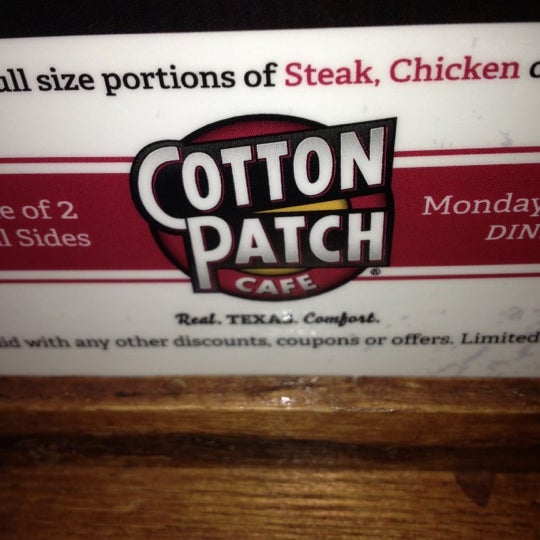 ull size portions of Steak, Chicken
COTTON
PATCH
CAFE
®
e of 2
l Sides
Monday
DIN
Real. TEXAS. Comfort.
lid with any other discounts, coupons or offers. Limited